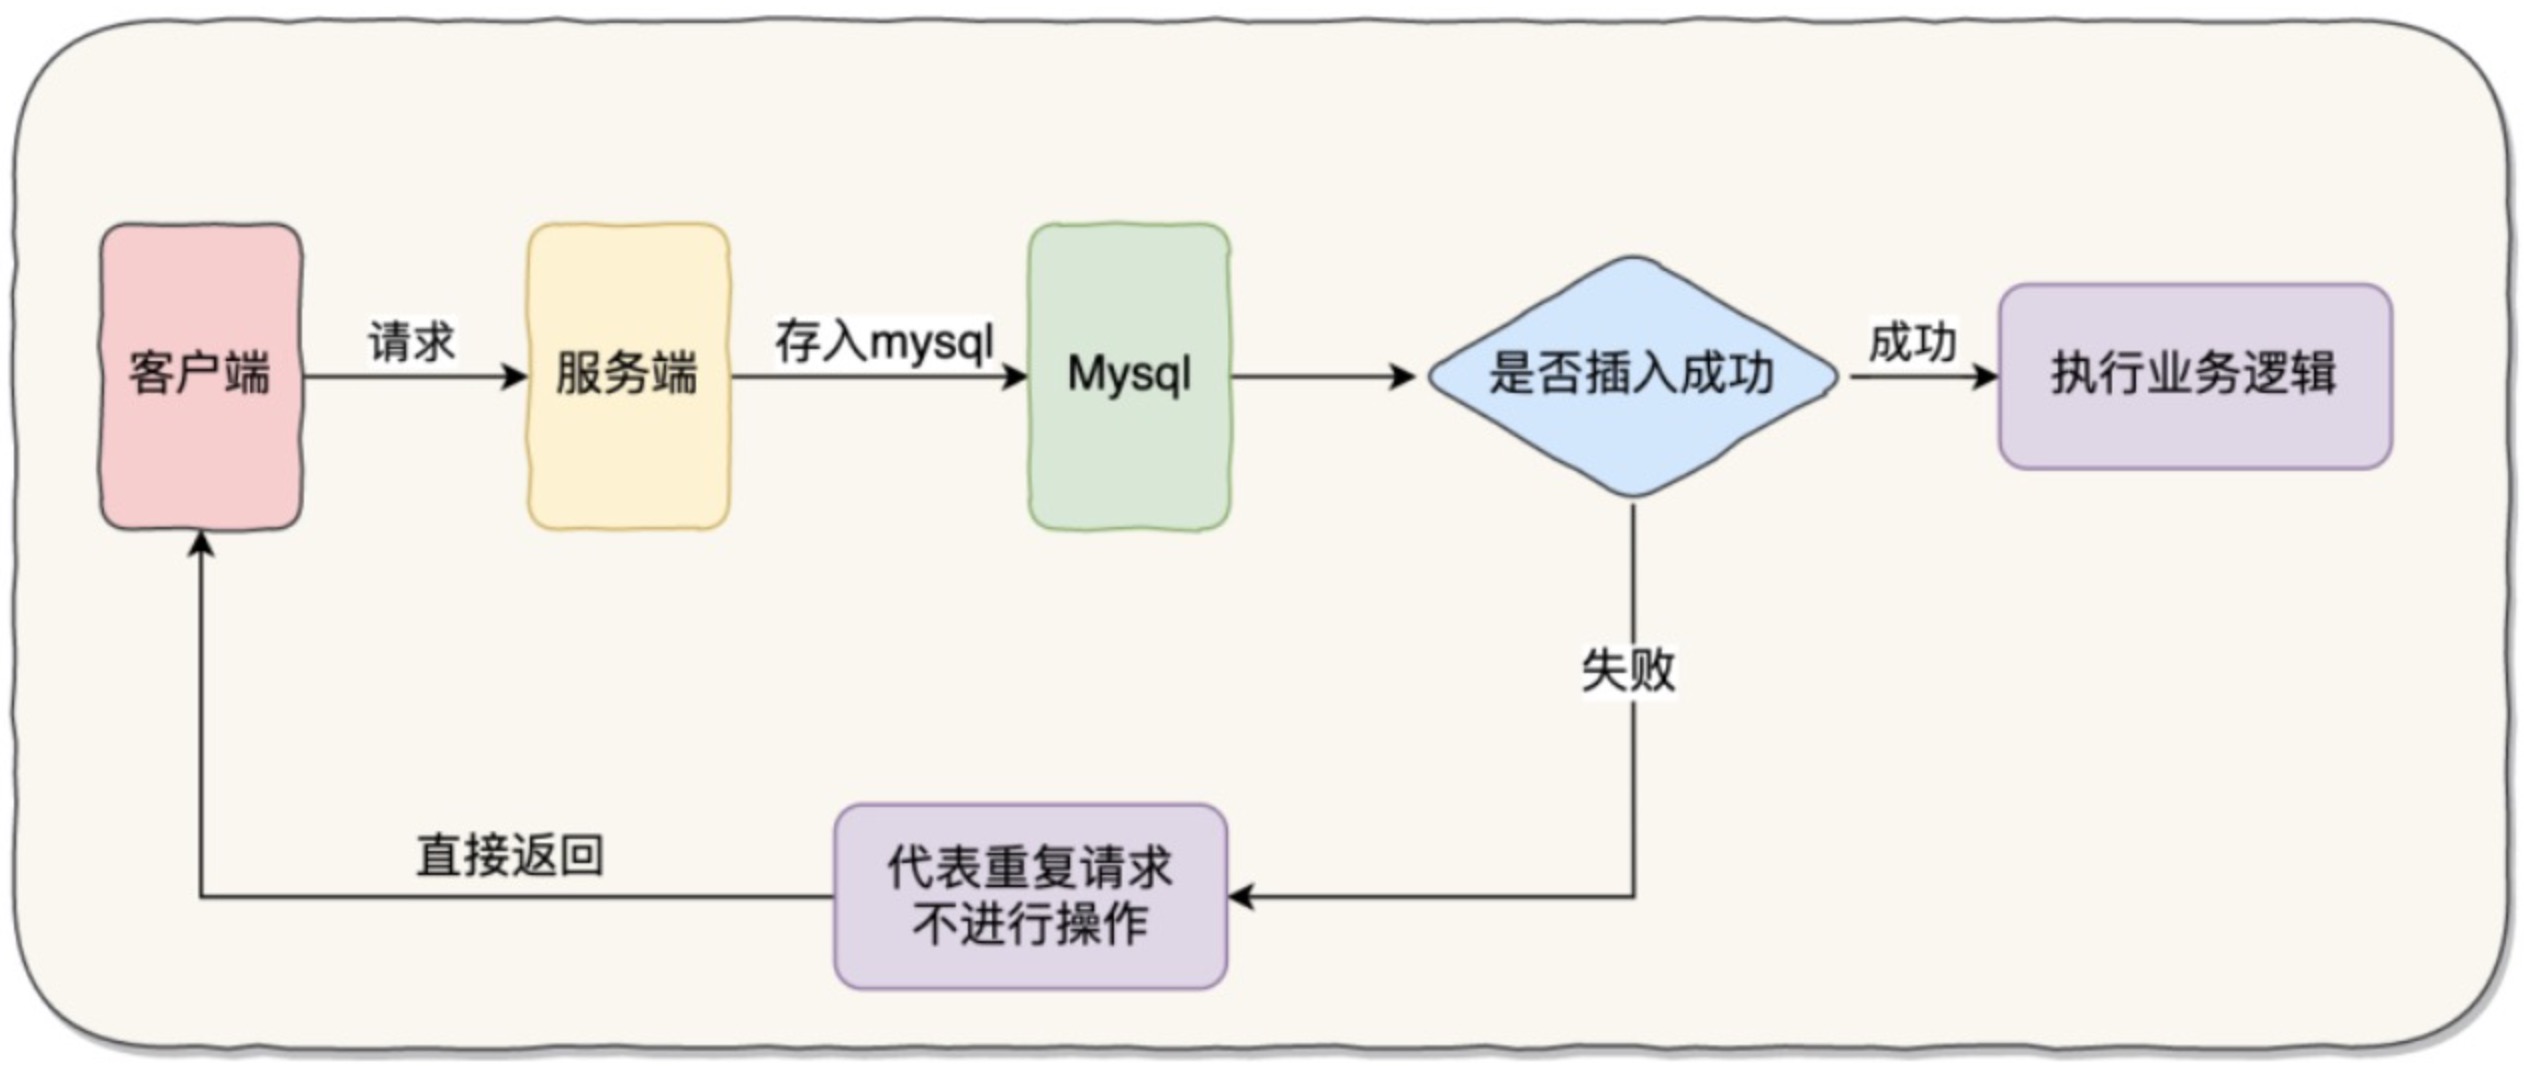 客户端
请求
服务端
存入mysql
Mysql
是否插入成功
成功
执行业务逻辑
失败
代表重复请求
不进行操作
直接返回